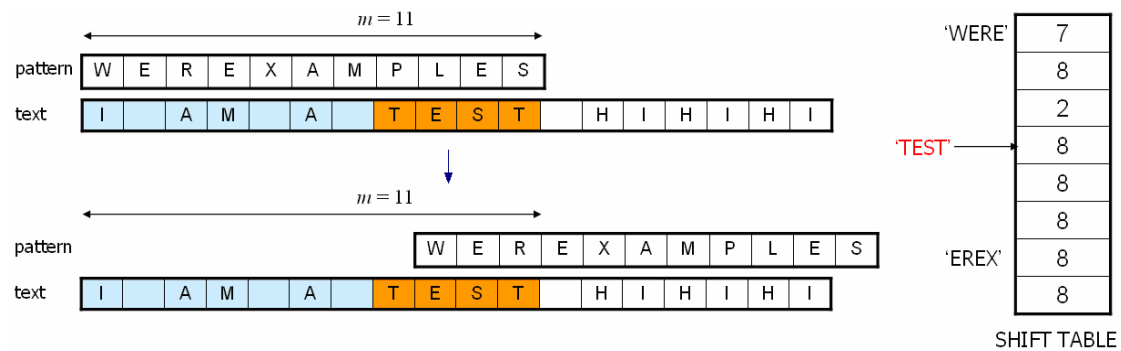 m = 11
pattern W E R E X A M P L E S
text I A M A T E S T H I H I H I
m = 11
pattern W E R E X A M P L E S
text I A M A T E S T H I H I H I
'WERE' 7
8
2
'TEST' 8
8
8
'EREX' 8
8
SHIFT TABLE